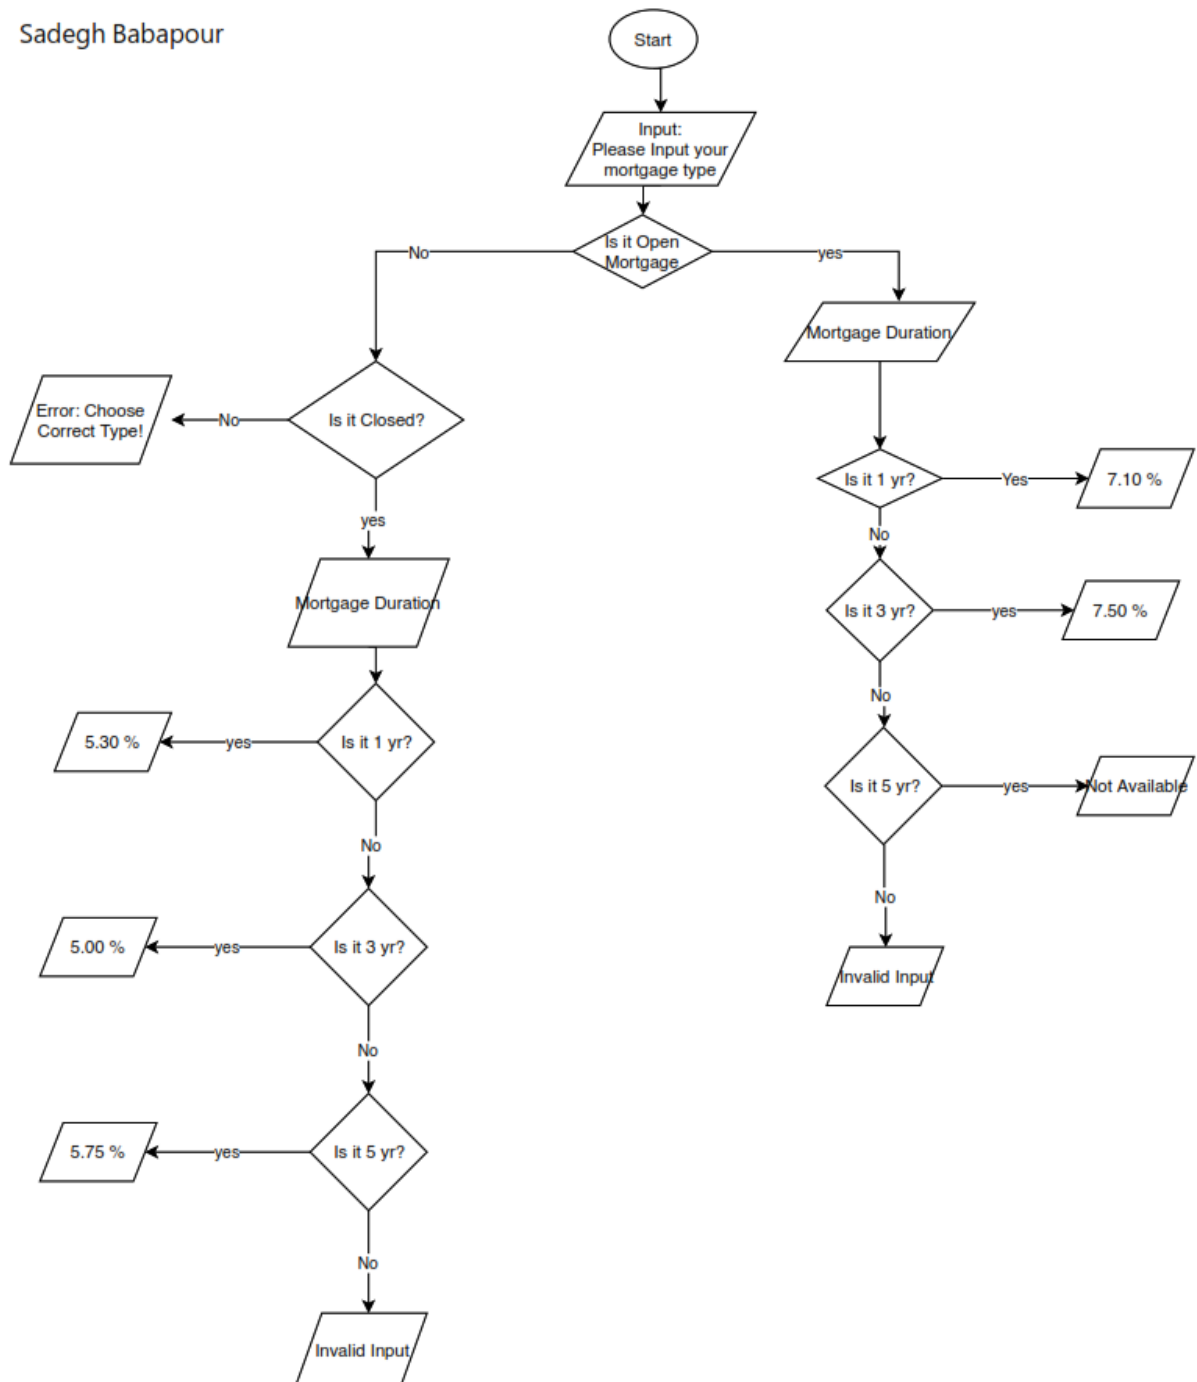 Sadegh Babapour
Start
Input:
Please Input your
mortgage type
Is it Open
Mortgage
No
yes
Mortgage Duration
Is it Closed?
No
Error: Choose
Correct Type!
yes
Mortgage Duration
Is it 1 yr?
yes
5.30 %
No
Is it 3 yr?
yes
5.00 %
No
Is it 5 yr?
yes
5.75 %
No
Invalid Input
Is it 1 yr?
Yes
7.10 %
No
Is it 3 yr?
yes
7.50 %
No
Is it 5 yr?
yes
Not Available
No
Invalid Input